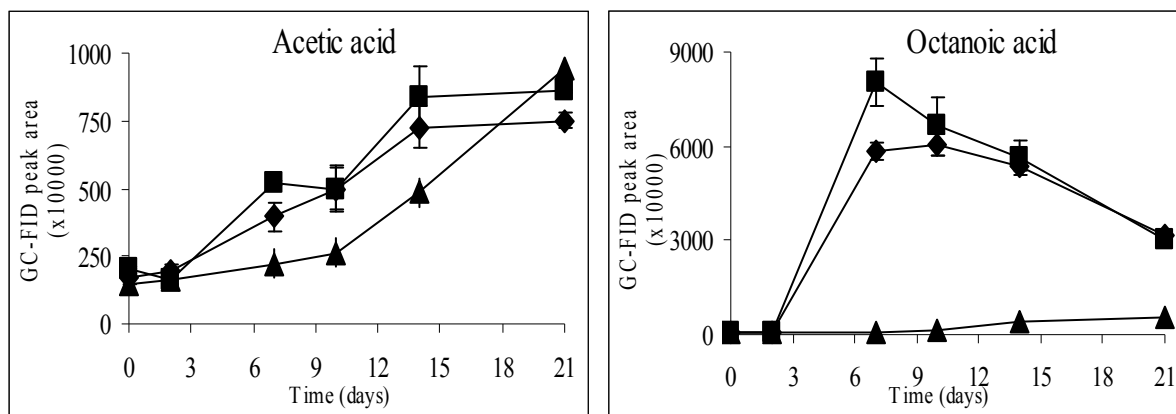 Acetic acid
GC-FID peak area
(x10000)
1000
750
500
250
0
0 3 6 9 12 15 18 21
Time (days)
Octanoic acid
GC-FID peak area
(x10000)
9000
6000
3000
0
0 3 6 9 12 15 18 21
Time (days)